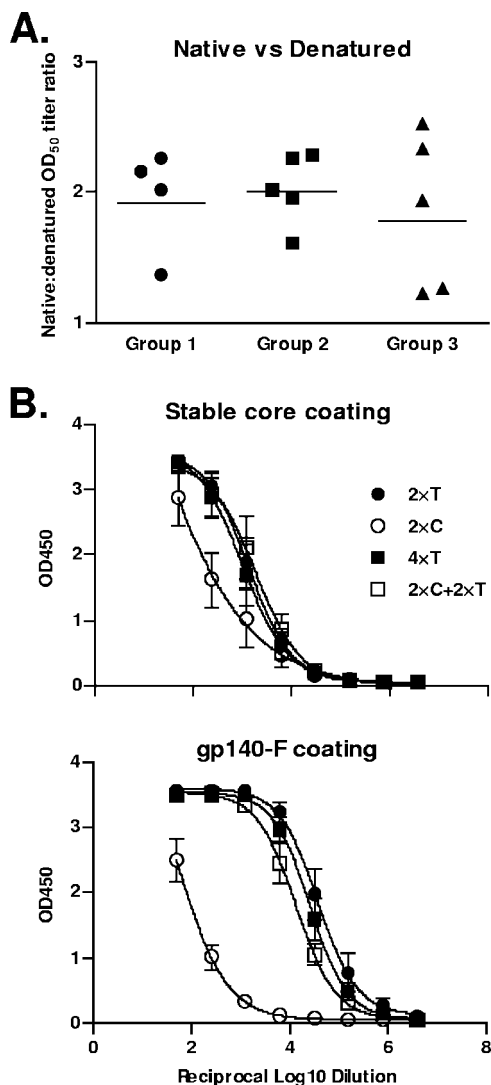 A.
Native vs Denatured
Native:denatured OD50 titer ratio
3
2
1
Group 1
Group 2
Group 3
B.
Stable core coating
OD450
4
3
2
1
0
2×T
2×C
4×T
2×C+2×T
gp140-F coating
OD450
4
3
2
1
0
0
2
4
6
8
Reciprocal Log10 Dilution